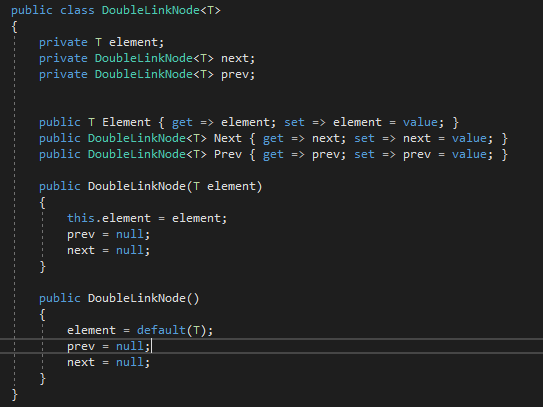 public class DoubleLinkNode<T>
{
    private T element;
    private DoubleLinkNode<T> next;
    private DoubleLinkNode<T> prev;
    public T Element { get => element; set => element = value; }
    public DoubleLinkNode<T> Next { get => next; set => next = value; }
    public DoubleLinkNode<T> Prev { get => prev; set => prev = value; }
    public DoubleLinkNode(T element)
    {
        this.element = element;
        prev = null;
        next = null;
    }
    public DoubleLinkNode()
    {
        element = default(T);
        prev = null;
        next = null;
    }
}